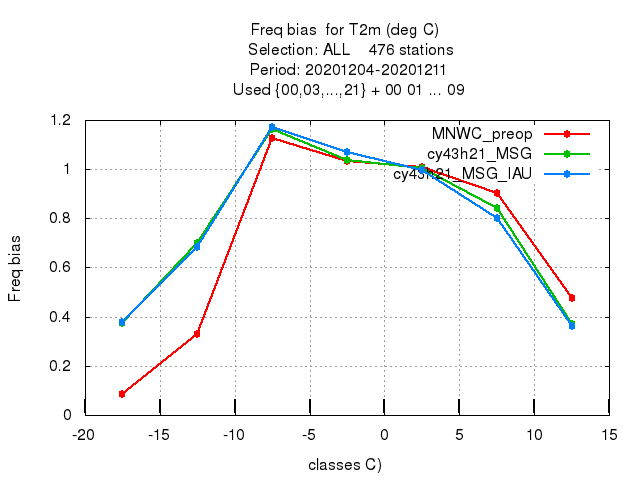 Freq bias for T2m (deg C)
Selection: ALL 476 stations
Period: 20201204-20201211
Used {00,03,...,21} + 00 01 ... 09
1.2
1
0.8
0.6
0.4
0.2
0
Freq bias
MNWC_preop
cy43h21_MSG
cy43h21_MSG_IAU
-20
-15
-10
-5
0
5
10
15
classes C)